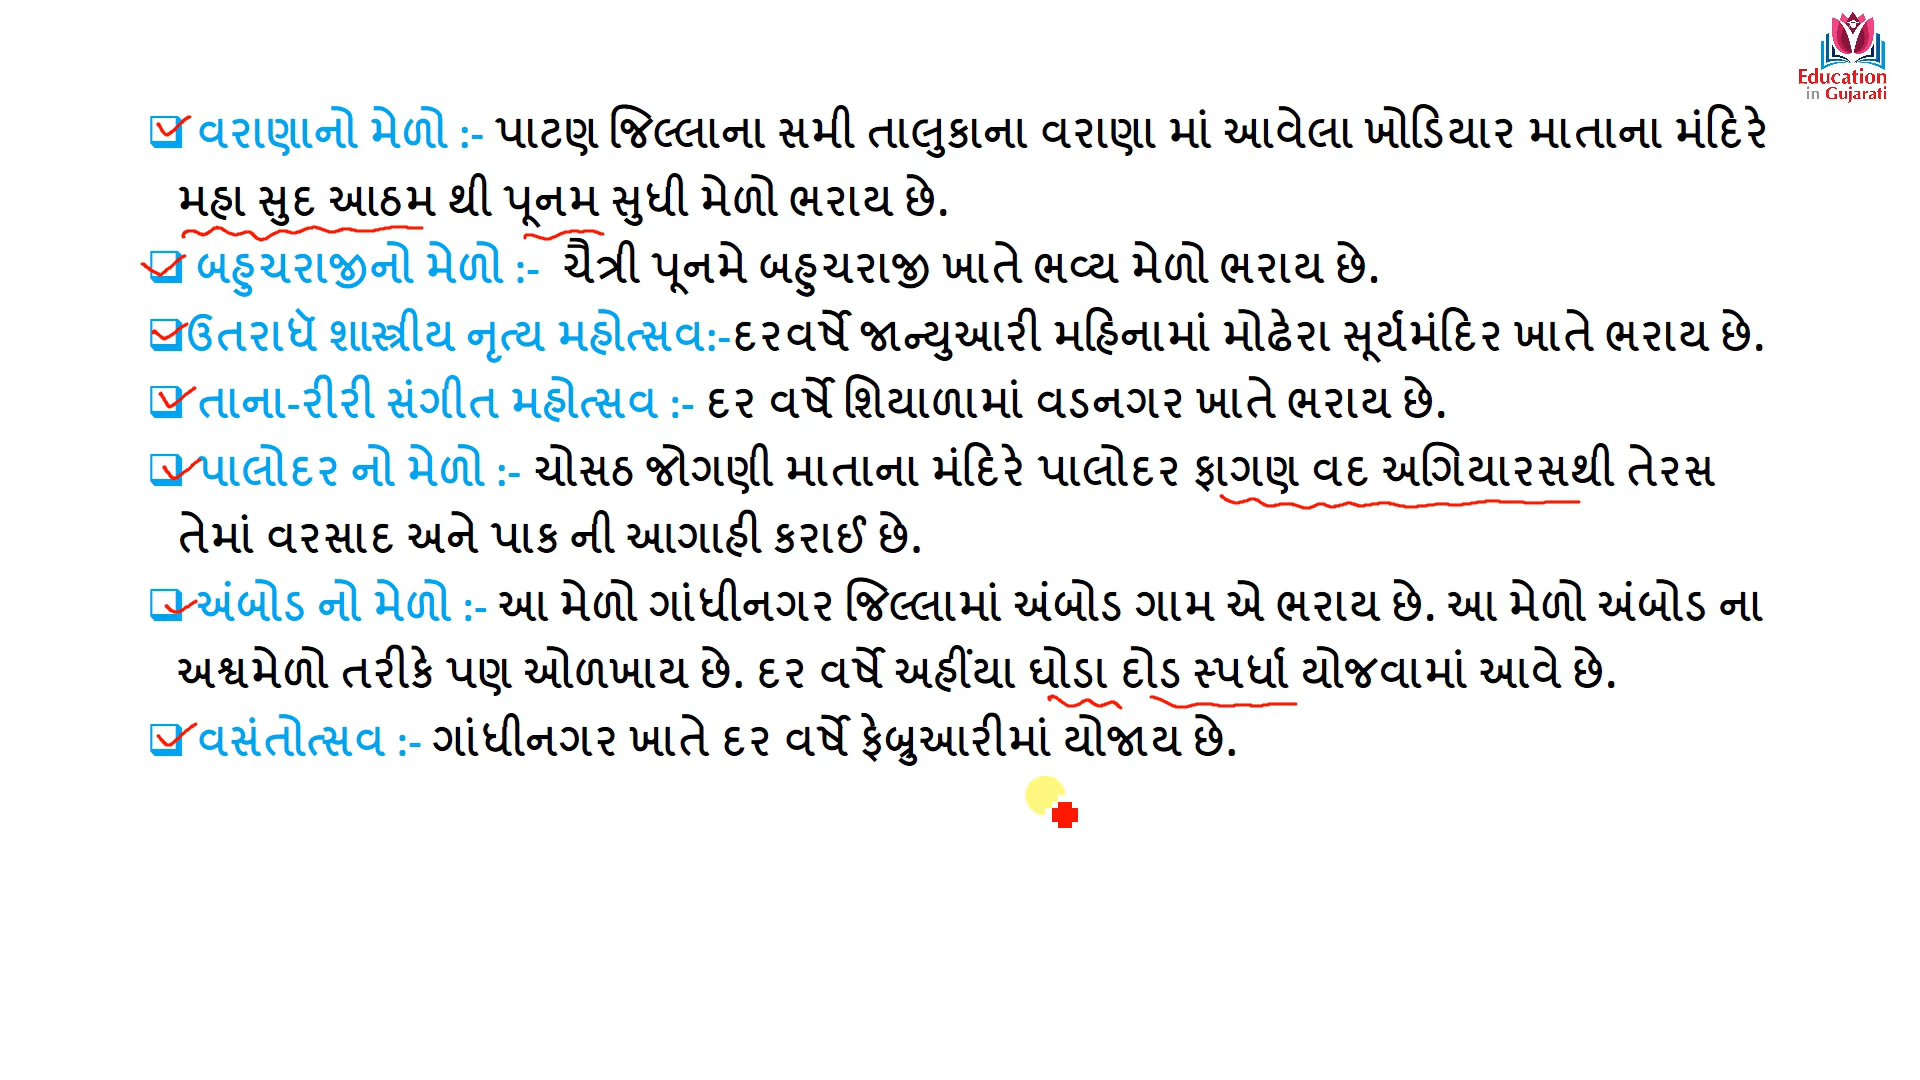 Education
in Gujarati
વરાણાનો મેળો :- પાટણ જિલ્લાના સમી તાલુકાના વરાણા માં આવેલા ખોડિયાર માતાના મંદિરે
મહા સુદ આઠમ થી પૂનમ સુધી મેળો ભરાય છે.
બહુચરાજીનો મેળો :- ચૈત્રી પૂનમે બહુચરાજી ખાતે ભવ્ય મેળો ભરાય છે.
ઉતરાર્ધે શાસ્ત્રીય નૃત્ય મહોત્સવ:-દરવર્ષે જાન્યુઆરી મહિનામાં મોઢેરા સૂર્યમંદિર ખાતે ભરાય છે.
તાના-રીરી સંગીત મહોત્સવ :- દર વર્ષે શિયાળામાં વડનગર ખાતે ભરાય છે.
પાલોદર નો મેળો :- ચોસઠ જોગણી માતાના મંદિરે પાલોદર ફાગણ વદ અગિયારસથી તેરસ
તેમાં વરસાદ અને પાક ની આગાહી કરાઈ છે.
અંબોડ નો મેળો :- આ મેળો ગાંધીનગર જિલ્લામાં અંબોડ ગામ એ ભરાય છે. આ મેળો અંબોડ ના
અશ્વમેળો તરીકે પણ ઓળખાય છે. દર વર્ષે અહીંયા ઘોડા દોડ સ્પર્ધા યોજવામાં આવે છે.
વસંતોત્સવ :- ગાંધીનગર ખાતે દર વર્ષે ફેબ્રુઆરીમાં યોજાય છે.